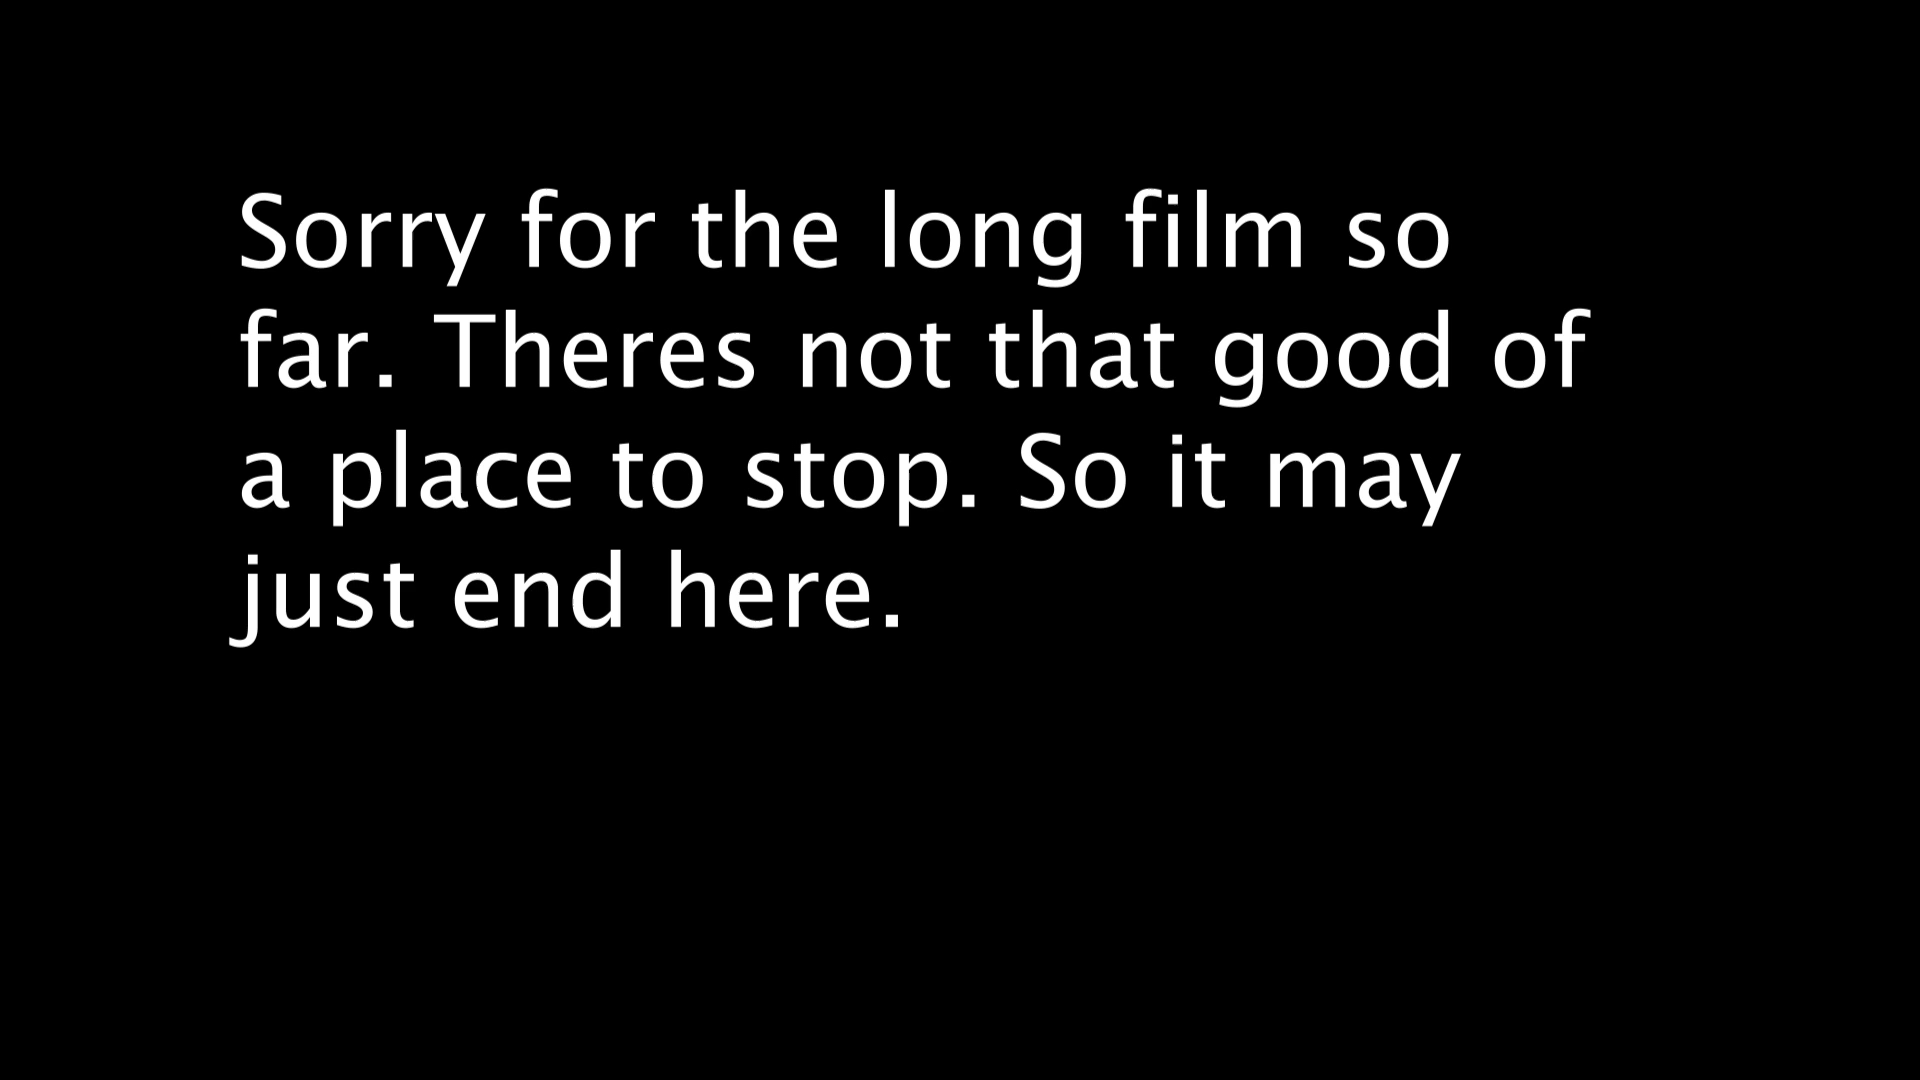 Sorry for the long film so
far. Theres not that good of
a place to stop. So it may
just end here.